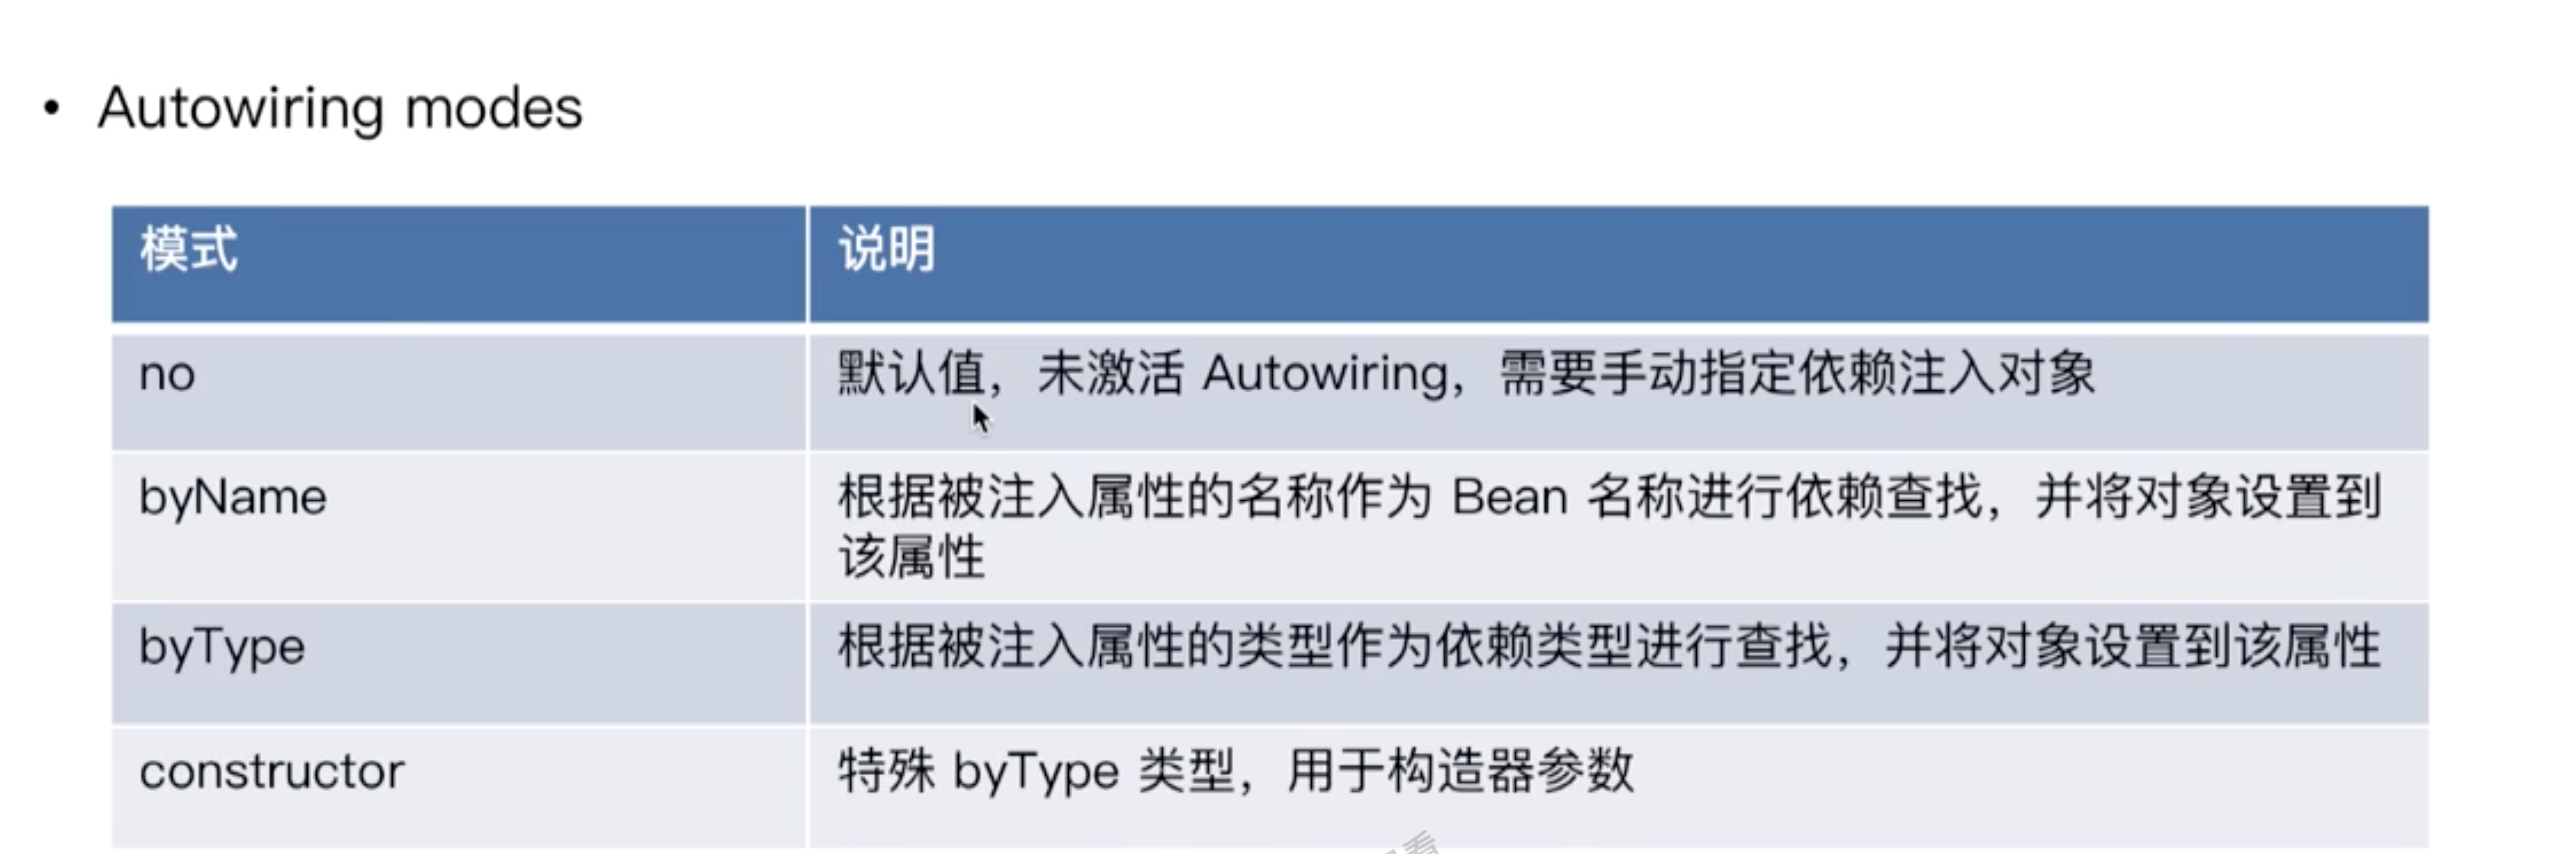 • Autowiring modes
模式 说明
no 默认值，未激活 Autowiring，需要手动指定依赖注入对象
byName 根据被注入属性的名称作为 Bean 名称进行依赖查找，并将对象设置到
该属性
byType 根据被注入属性的类型作为依赖类型进行查找，并将对象设置到该属性
constructor 特殊 byType 类型，用于构造器参数
看